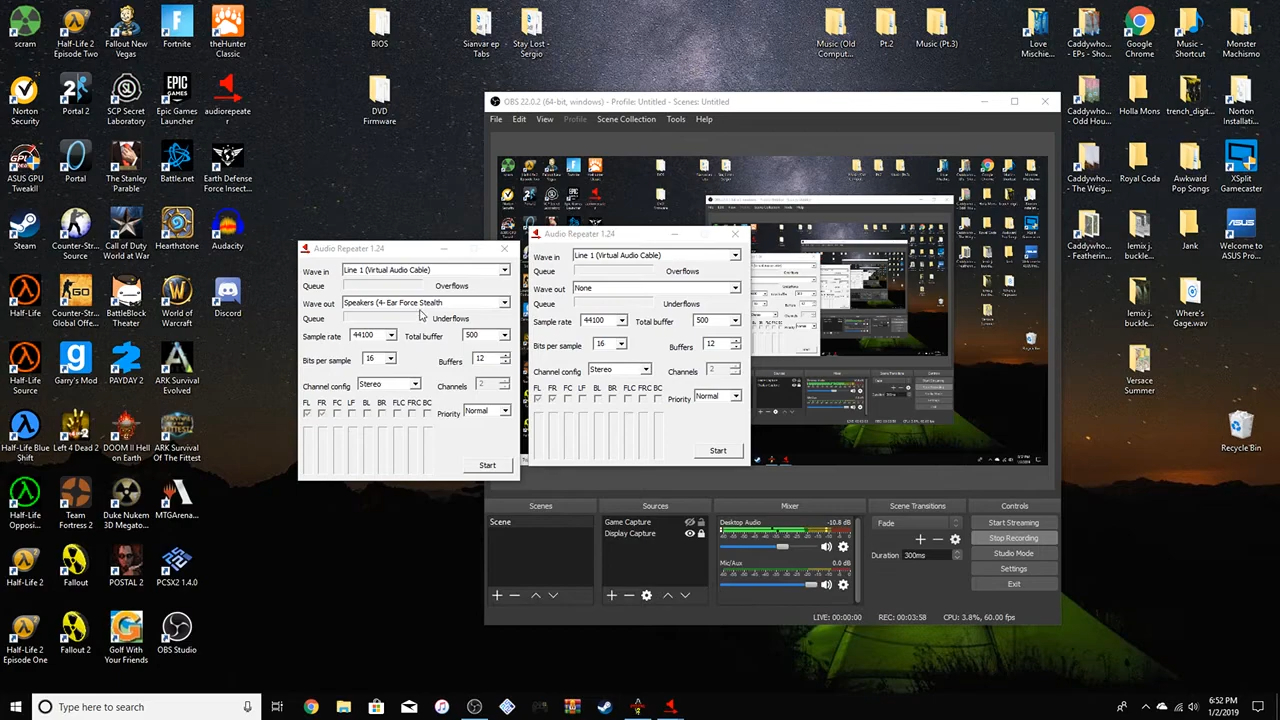 scram
Half-Life 2 Episode Two
Fallout New Vegas
Fortnite
theHunter Classic
BIOS
Sianvar ep Tabs
Stay Lost - Sergio
Music (Old Comput...
Pt.2
Music (Pt.3)
Love Mischie...
Caddywho... - EPs - Sho...
Google Chrome
Music - Shortcut
Monster Machismo
Norton Security
Portal 2
SCP Secret Laboratory
Epic Games Launcher
audiorepeater
DVD Firmware
Caddywho... - Odd Hou...
Holla Mons
trench_digit...
Norton Installati...
ASUS GPU TweakII
Portal
The Stanley Parable
Battle.net
Earth Defense Force Insect...
Caddywho... - The Weig...
Royal Coda
Awkward Pop Songs
XSplit Gamecaster
Steam
Counter-Str... Source
Call of Duty World at War
Hearthstone
Audacity
Caddywho... - Featherin...
lemix j- buckle...
Jank
Welcome to ASUS Prod...
Half-Life
Counter-Str... Global Offe...
BattleBlock Theater
World of Warcraft
Discord
lemix j- buckle...
Where's Gage.wav
Half-Life Source
Garry's Mod
PAYDAY 2
ARK Survival Evolved
Versace Summer
Half-Life Blue Shift
Left 4 Dead 2
DOOM II Hell on Earth
ARK Survival Of The Fittest
Recycle Bin
Half-Life Opposi...
Team Fortress 2
Duke Nukem 3D Megato...
MTGArena...
Half-Life 2
Fallout
POSTAL 2
PCSX2 1.4.0
Half-Life 2 Episode One
Fallout 2
Golf With Your Friends
OBS Studio
OBS 22.0.2 (64-bit, windows) - Profile: Untitled - Scenes: Untitled
File Edit View Profile Scene Collection Tools Help
Audio Repeater 1.24
Wave in Line 1 (Virtual Audio Cable)
Queue Overflows
Wave out Speakers (4- Ear Force Stealth
Queue Underflows
Sample rate 44100 Total buffer 500
Bits per sample 16 Buffers 12
Channel config Stereo Channels 2
FL FR FC LF BL BR FLC FRC BC
Priority Normal
Start
Audio Repeater 1.24
Wave in Line 1 (Virtual Audio Cable)
Queue Overflows
Wave out None
Queue Underflows
Sample rate 44100 Total buffer 500
Bits per sample 16 Buffers 12
Channel config Stereo Channels 2
FL FR FC LF BL BR FLC FRC BC
Priority Normal
Start
Scenes Sources Mixer Scene Transitions Controls
Scene
Game Capture
Display Capture
Desktop Audio -10.8 dB
Mic/Aux 0.0 dB
Fade
Duration 300ms
Start Streaming
Stop Recording
Studio Mode
Settings
Exit
LIVE: 00:00:00 REC: 00:03:58 CPU: 3.8%, 60.00 fps
Type here to search
6:52 PM
1/2/2019